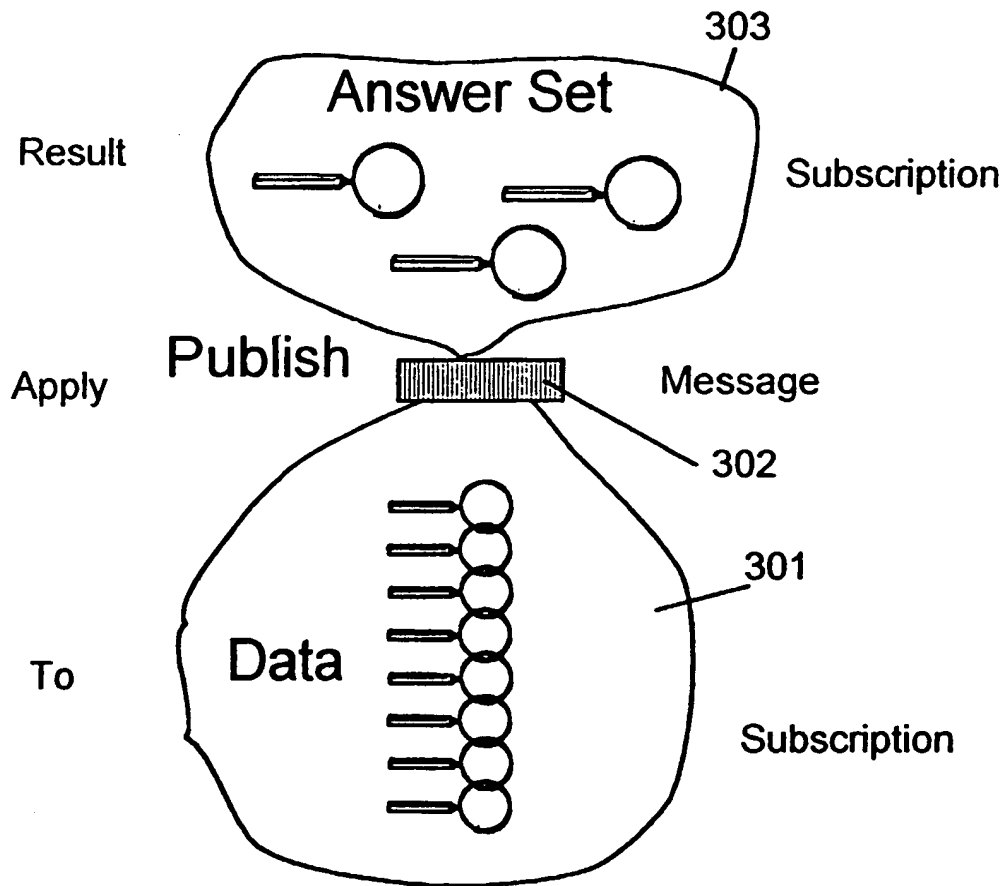 303
Answer Set
Result
Subscription
Publish
Apply
Message
302
301
Data
To
Subscription